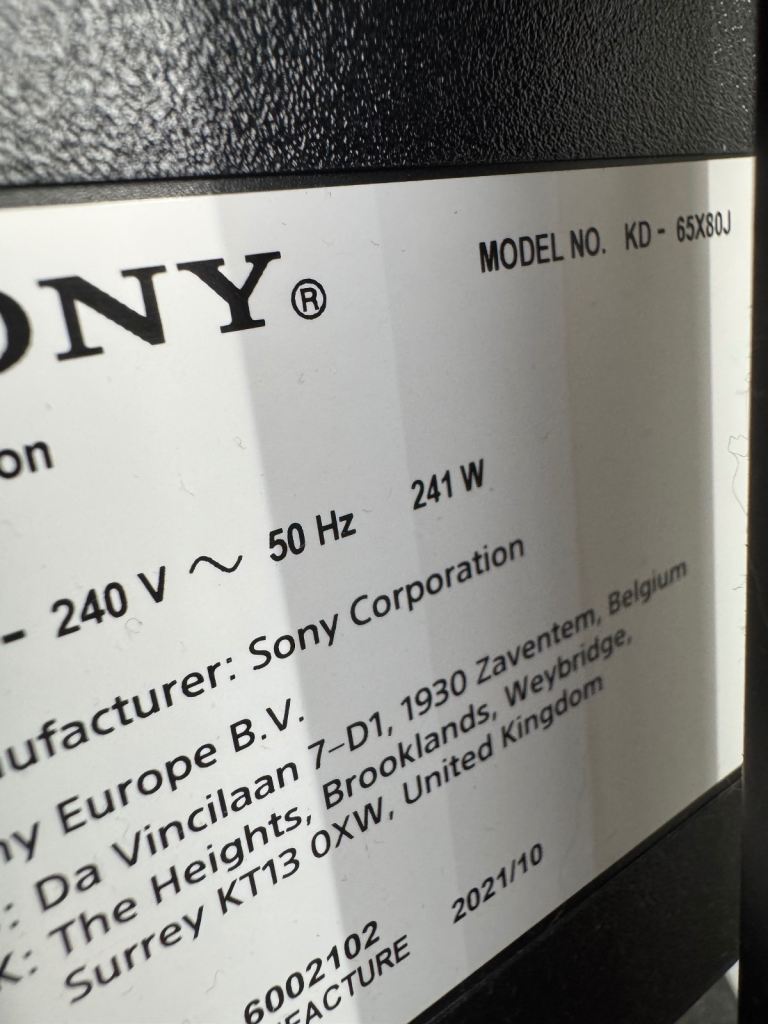 ONY®
MODEL NO. KD - 65X80J
on
- 240 V ~ 50 Hz 241 W
ufacturer: Sony Corporation
ny Europe B.V.
: Da Vincilaan 7-D1, 1930 Zaventem, Belgium
K: The Heights, Brooklands, Weybridge,
Surrey KT13 0XW, United Kingdom
6002102 2021/10
FACTURE